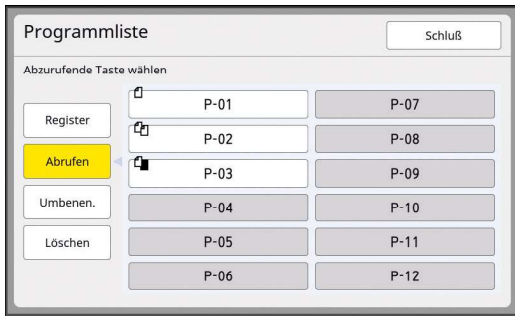 Programmliste
Schluß
Abzurufende Taste wählen
Register
Abrufen
Umbenen.
Löschen
P-01
P-02
P-03
P-04
P-05
P-06
P-07
P-08
P-09
P-10
P-11
P-12